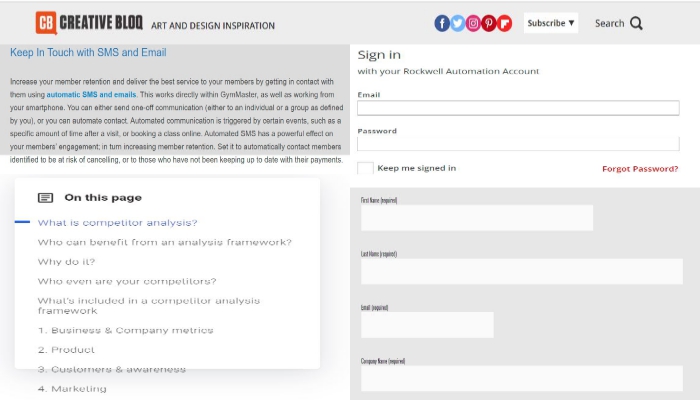 CB CREATIVE BLOQ ART AND DESIGN INSPIRATION
Subscribe ▼
Search
Keep In Touch with SMS and Email
Increase your member retention and deliver the best service to your members by getting in contact with
them using automatic SMS and emails. This works directly within GymMaster, as well as working from
your smartphone. You can either send one-off communication (either to an individual or a group as defined
by you), or you can automate contact. Automated communication is triggered by certain events, such as a
specific amount of time after a visit, or booking a class online. Automated SMS has a powerful effect on
your members' engagement; in turn increasing member retention. Set it to automatically contact members
identified to be at risk of cancelling, or to those who have not been keeping up to date with their payments.
Sign in
with your Rockwell Automation Account
Email
Password
Keep me signed in
Forgot Password?
On this page
What is competitor analysis?
Who can benefit from an analysis framework?
Why do it?
Who even are your competitors?
What's included in a competitor analysis
framework
1. Business & Company metrics
2. Product
3. Customers & awareness
4. Marketing
First Name (required)
Last Name (required)
Email (required)
Company Name (required)